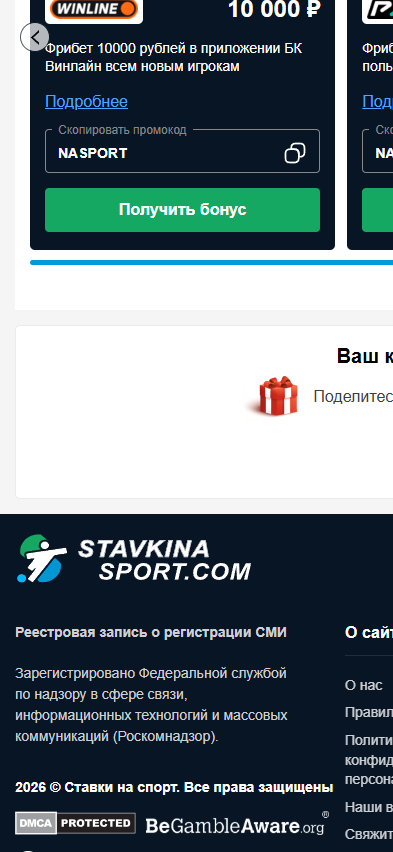 WINLINE
10 000 ₽
Фрибет 10000 рублей в приложении БК
Винлайн всем новым игрокам
Подробнее
Скопировать промокод
NASPORT
Получить бонус
Ваш к
Поделитес
STAVKINA
SPORT.COM
Реестровая запись о регистрации СМИ
Зарегистрировано Федеральной службой
по надзору в сфере связи,
информационных технологий и массовых
коммуникаций (Роскомнадзор).
2026 © Ставки на спорт. Все права защищены
DMCA PROTECTED
BeGambleAware.org®
О сай
О нас
Правил
Полити
конфид
персона
Наши в
Свяжит